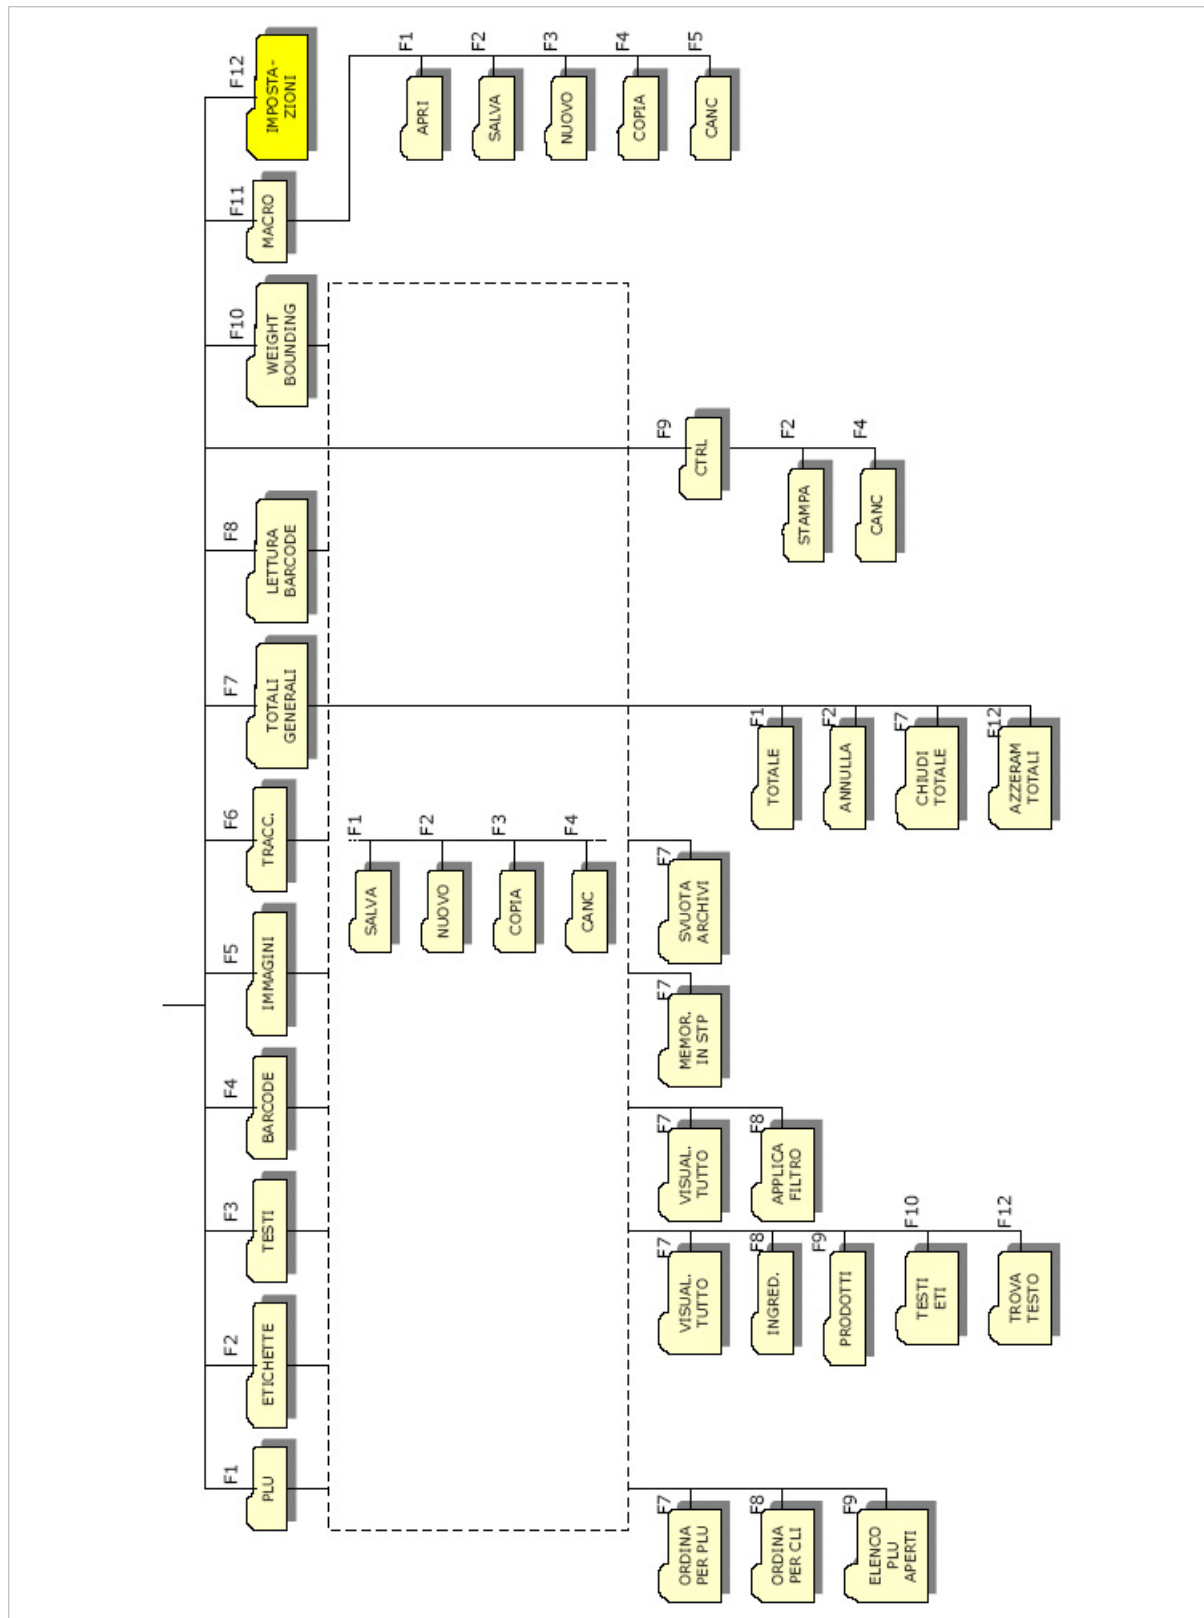 F1
PLU
F2
ETICHETTE
F3
TESTI
F4
BARCODE
F5
IMMAGINI
F6
TRACC.
F7
TOTALI
GENERALI
F8
LETTURA
BARCODE
F10
WEIGHT
BOUNDING
F11
MACRO
F12
IMPOSTA-
ZIONI
F1
APRI
F2
SALVA
F3
NUOVO
F4
COPIA
F5
CANC
F1
SALVA
F2
NUOVO
F3
COPIA
F4
CANC
F9
CTRL
F2
STAMPA
F4
CANC
F7
ORDINA
PER PLU
F8
ORDINA
PER CLI
F9
ELENCO
PLU
APERTI
F7
VISUAL.
TUTTO
F8
INGRED.
F9
PRODOTTI
F10
TESTI
ETI
F12
TROVA
TESTO
F7
VISUAL.
TUTTO
F8
APPLICA
FILTRO
F7
MEMOR.
IN STP
F7
SVUOTA
ARCHIVI
F1
TOTALE
F2
ANNULLA
F7
CHIUDI
TOTALE
F12
AZZERAM
TOTALI